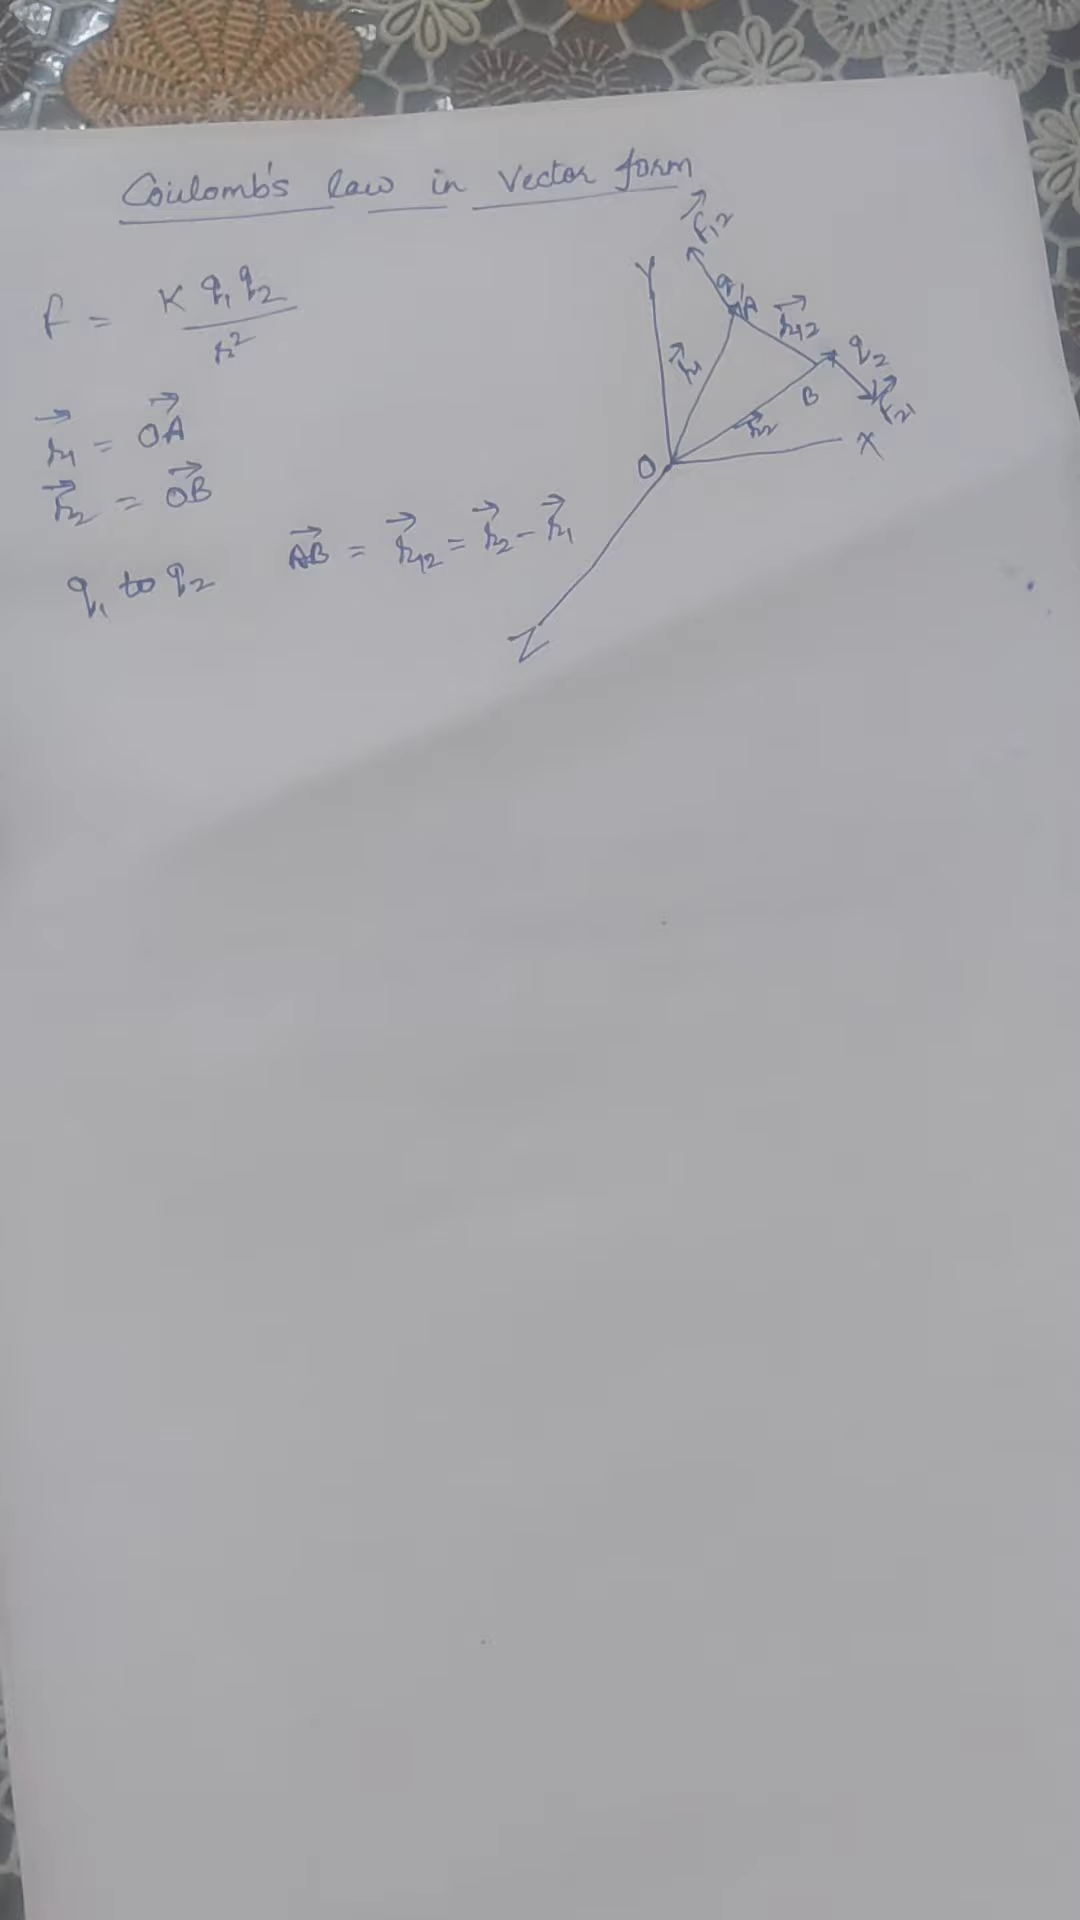 Coulomb's law in vector form
F = K q₁ q₂ / r²
r₁⃗ = OA⃗
r₂⃗ = OB⃗
q₁ to q₂ AB⃗ = r₁₂⃗ = r₂⃗ - r₁⃗
F₁₂⃗
Y
q₁
A
r₁₂⃗
q₂
r₁⃗
B
F₂₁⃗
r₂⃗
O
X
Z